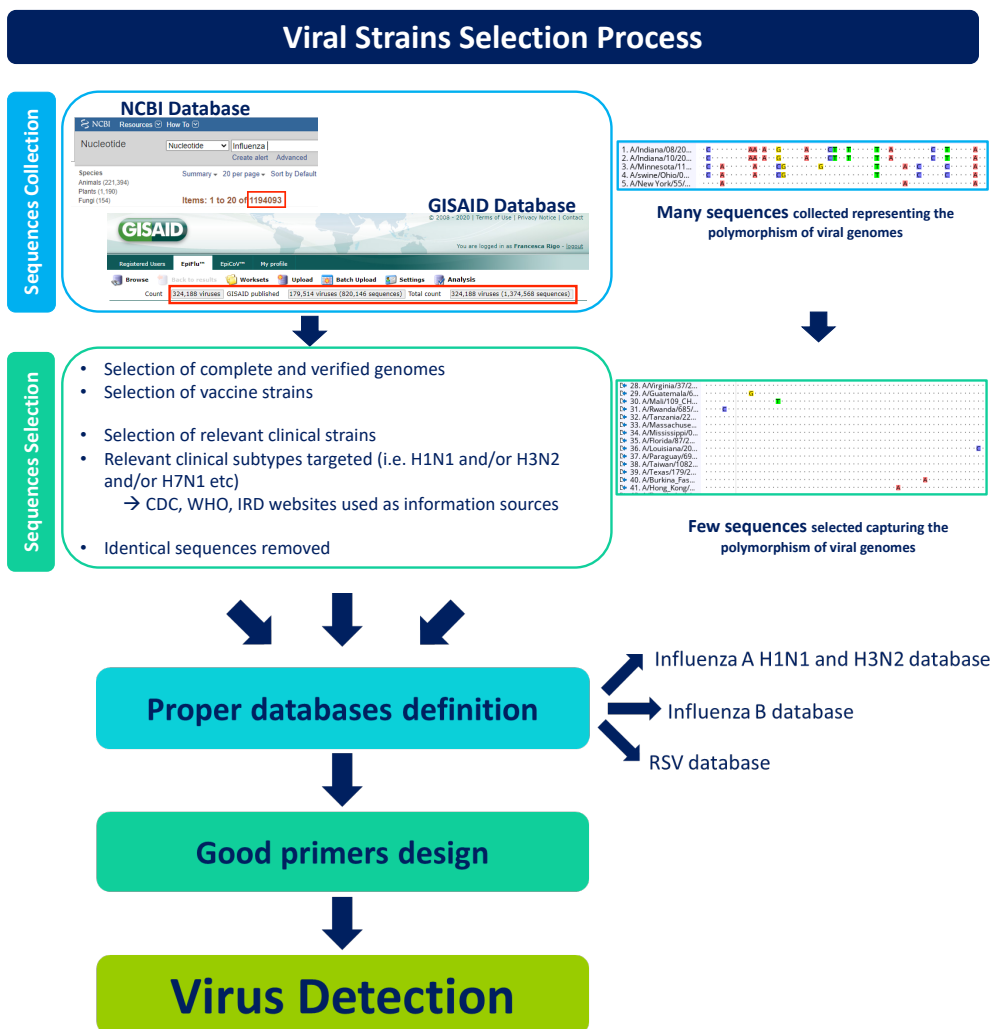 Viral Strains Selection Process
Sequences Collection
NCBI Database
NCBI Resources How To
Nucleotide
Nucleotide
Influenza
Create alert Advanced
Species
Animals (221,394)
Plants (1,190)
Fungi (154)
Summary 20 per page Sort by Default
Items: 1 to 20 of 1194093
GISAID Database
© 2008 - 2020 | Terms of Use | Privacy Notice | Contact
GISAID
You are logged in as Francesca Rigo - logout
Registered Users EpiFlu™ EpiCoV™ My profile
Browse Back to results Worksets Upload Batch Upload Settings Analysis
Count 324,188 viruses GISAID published 179,514 viruses (820,146 sequences) Total count 324,188 viruses (1,374,568 sequences)
1. A/Indiana/08/20...
2. A/Indiana/10/20...
3. A/Minnesota/11...
4. A/swine/Ohio/0...
5. A/New York/55/...
Many sequences collected representing the
polymorphism of viral genomes
Sequences Selection
• Selection of complete and verified genomes
• Selection of vaccine strains
• Selection of relevant clinical strains
• Relevant clinical subtypes targeted (i.e. H1N1 and/or H3N2
and/or H7N1 etc)
→ CDC, WHO, IRD websites used as information sources
• Identical sequences removed
28. A/Virginia/37/2...
29. A/Guatemala/6...
30. A/Mali/109_CH...
31. A/Rwanda/685/...
32. A/Tanzania/22...
33. A/Massachuse...
34. A/Mississippi/0...
35. A/Florida/87/2...
36. A/Louisiana/20...
37. A/Paraguay/69...
38. A/Taiwan/1082...
39. A/Texas/179/2...
40. A/Burkina_Fas...
41. A/Hong_Kong/...
Few sequences selected capturing the
polymorphism of viral genomes
Proper databases definition
Influenza A H1N1 and H3N2 database
Influenza B database
RSV database
Good primers design
Virus Detection